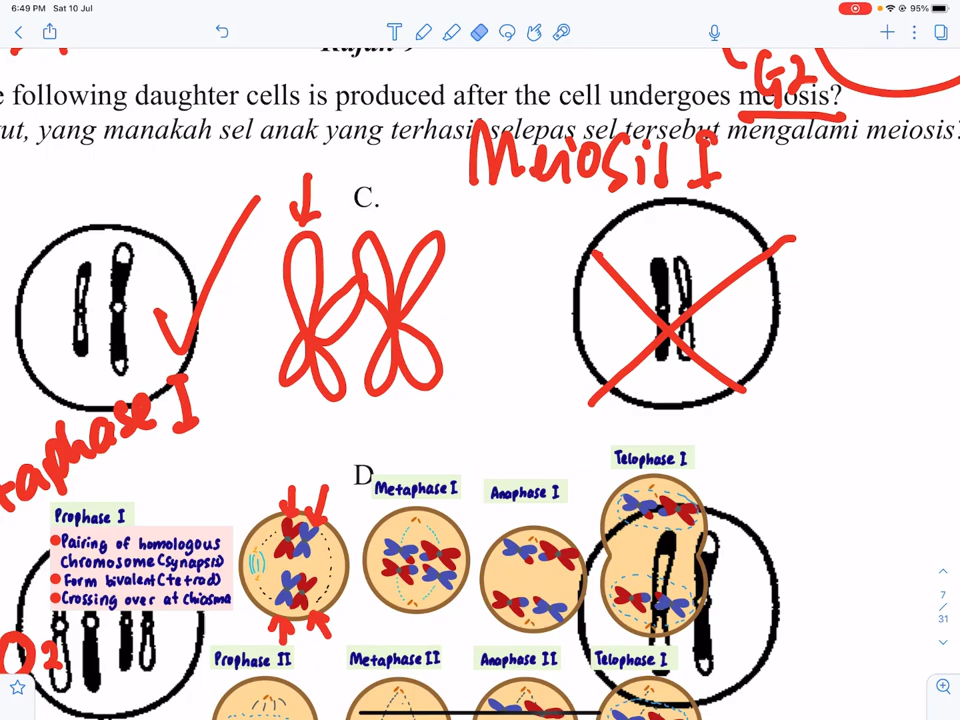 6:49 PM Sat 10 Jul
95%
G2
e following daughter cells is produced after the cell undergoes meiosis?
tut, yang manakah sel anak yang terhasil selepas sel tersebut mengalami meiosis?
Meiosis I
C.
taphase I
D
Metaphase I
Anaphase I
Telophase I
Prophase I
Pairing of homologous
Chromosome (synapsis)
Form bivalent (tetrad)
Crossing over at chiasma
7
/
31
2
Prophase II
Metaphase II
Anaphase II
Telophase I